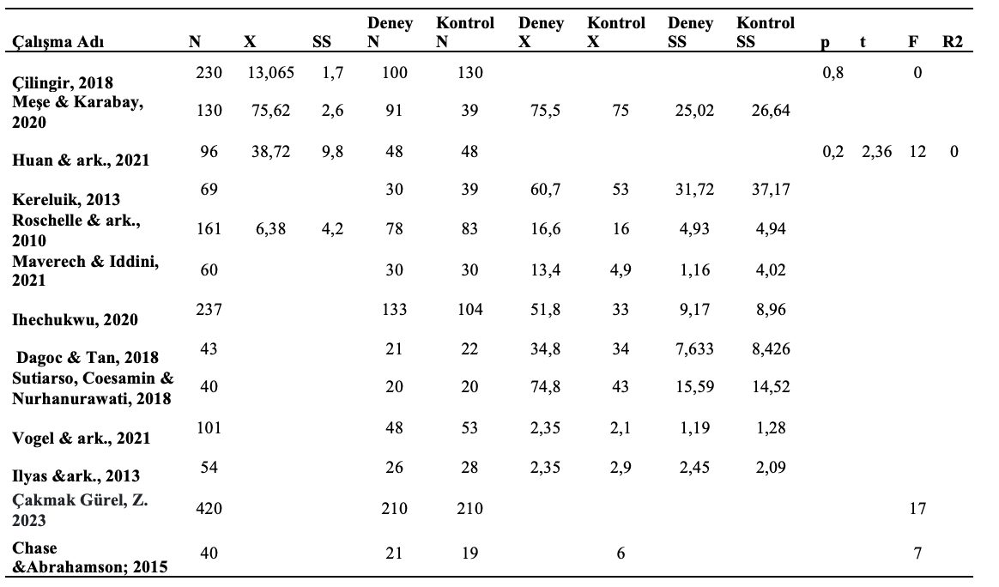 Deney Kontrol Deney Kontrol Deney Kontrol
Çalışma Adı N X SS N N X X SS SS p t F R2
230 13,065 1,7 100 130 0,8 0
Çilingir, 2018
Meşe & Karabay,
130 75,62 2,6 91 39 75,5 75 25,02 26,64
2020
96 38,72 9,8 48 48 0,2 2,36 12 0
Huan & ark., 2021
69 30 39 60,7 53 31,72 37,17
Kereluik, 2013
Roschelle & ark.,
161 6,38 4,2 78 83 16,6 16 4,93 4,94
2010
Maverech & Iddini,
60 30 30 13,4 4,9 1,16 4,02
2021
237 133 104 51,8 33 9,17 8,96
Ihechukwu, 2020
43 21 22 34,8 34 7,633 8,426
Dagoc & Tan, 2018
Sutiarso, Coesamin &
40 20 20 74,8 43 15,59 14,52
Nurhanurawati, 2018
101 48 53 2,35 2,1 1,19 1,28
Vogel & ark., 2021
54 26 28 2,35 2,9 2,45 2,09
Ilyas &ark., 2013
Çakmak Gürel, Z.
420 210 210 17
2023
Chase
40 21 19 6 7
&Abrahamson; 2015